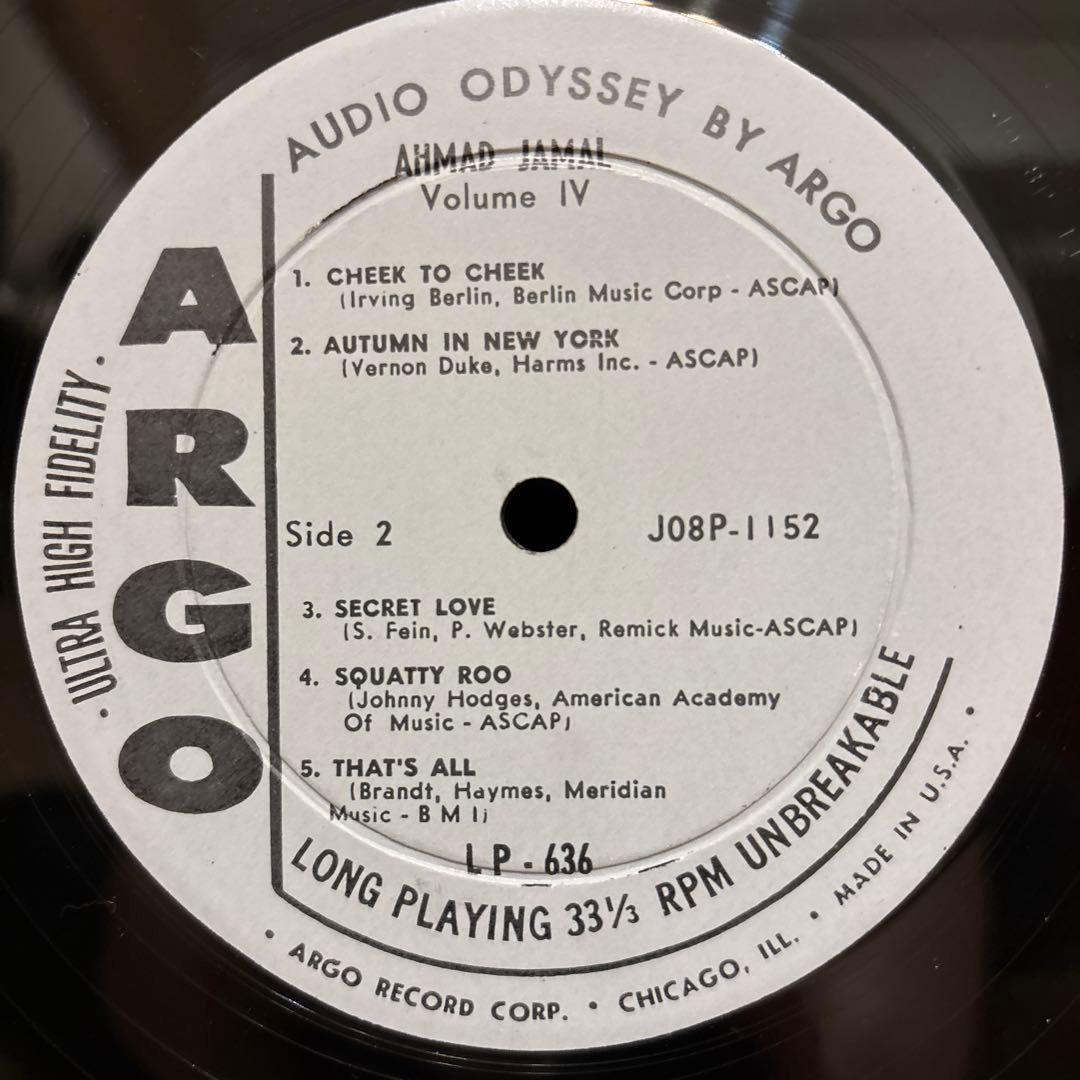 AUDIO ODYSSEY BY ARGO
AHMAD JAMAL
Volume IV
1. CHEEK TO CHEEK
(Irving Berlin, Berlin Music Corp - ASCAP)
2. AUTUMN IN NEW YORK
(Vernon Duke, Harms Inc. - ASCAP)
ARGO
• ULTRA HIGH FIDELITY •
Side 2
J08P-1152
3. SECRET LOVE
(S. Fein, P. Webster, Remick Music-ASCAP)
4. SQUATTY ROO
(Johnny Hodges, American Academy
Of Music - ASCAP)
5. THAT'S ALL
(Brandt, Haymes, Meridian
Music - B M I)
LP - 636
LONG PLAYING 33⅓ RPM UNBREAKABLE
• ARGO RECORD CORP. • CHICAGO, ILL. • MADE IN U.S.A. •